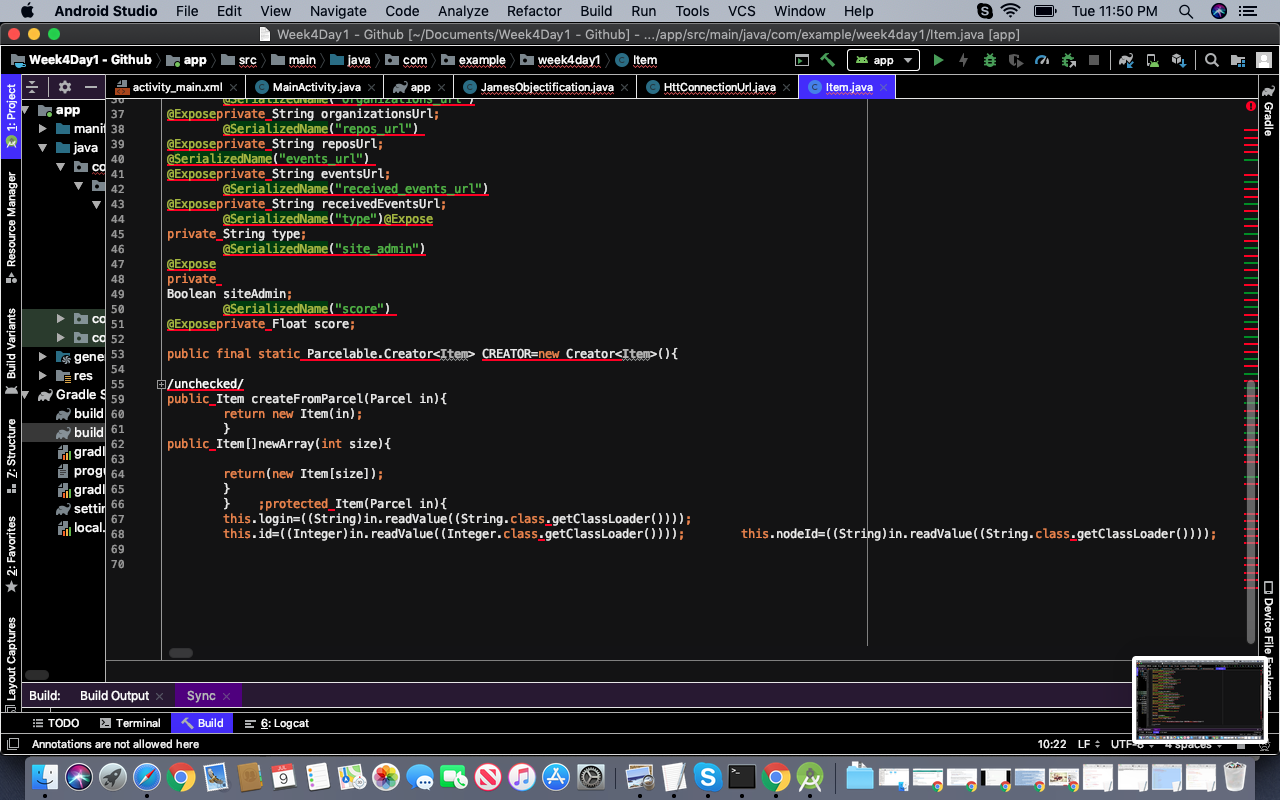 Android Studio File Edit View Navigate Code Analyze Refactor Build Run Tools VCS Window Help Tue 11:50 PM
Week4Day1 - Github [~/Documents/Week4Day1 - Github] - .../app/src/main/java/com/example/week4day1/Item.java [app]
Week4Day1 - Github app src main java com example week4day1 Item app
activity_main.xml MainActivity.java app JamesObjectification.java HttConnectionUrl.java Item.java
1: Project
Resource Manager
Build Variants
Z: Structure
2: Favorites
Layout Captures
app
manif
java
co
co
co
gene
res
Gradle S
build
build
gradl
progu
gradl
settin
local.
36 @SerializedName("organizations_url")
37 @Exposeprivate String organizationsUrl;
38 @SerializedName("repos_url")
39 @Exposeprivate String reposUrl;
40 @SerializedName("events_url")
41 @Exposeprivate String eventsUrl;
42 @SerializedName("received_events_url")
43 @Exposeprivate String receivedEventsUrl;
44 @SerializedName("type")@Expose
45 private String type;
46 @SerializedName("site_admin")
47 @Expose
48 private
49 Boolean siteAdmin;
50 @SerializedName("score")
51 @Exposeprivate Float score;
52
53 public final static Parcelable.Creator<Item> CREATOR=new Creator<Item>(){
54
55 /unchecked/
59 public Item createFromParcel(Parcel in){
60 return new Item(in);
61 }
62 public Item[]newArray(int size){
63
64 return(new Item[size]);
65 }
66 } ;protected Item(Parcel in){
67 this.login=((String)in.readValue((String.class.getClassLoader())));
68 this.id=((Integer)in.readValue((Integer.class.getClassLoader()))); this.nodeId=((String)in.readValue((String.class.getClassLoader())));
69
70
Gradle
Device File Explorer
Build: Build Output Sync
TODO Terminal Build 6: Logcat
Annotations are not allowed here 10:22 LF UTF-8 4 spaces
9